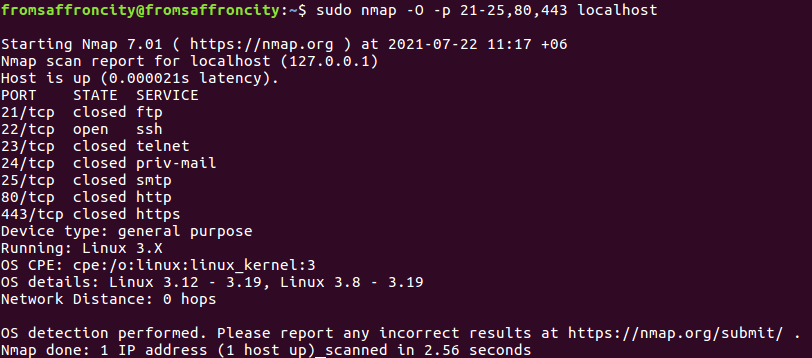 fromsaffroncity@fromsaffroncity:~$ sudo nmap -O -p 21-25,80,443 localhost
Starting Nmap 7.01 ( https://nmap.org ) at 2021-07-22 11:17 +06
Nmap scan report for localhost (127.0.0.1)
Host is up (0.000021s latency).
PORT    STATE  SERVICE
21/tcp  closed ftp
22/tcp  open   ssh
23/tcp  closed telnet
24/tcp  closed priv-mail
25/tcp  closed smtp
80/tcp  closed http
443/tcp closed https
Device type: general purpose
Running: Linux 3.X
OS CPE: cpe:/o:linux:linux_kernel:3
OS details: Linux 3.12 - 3.19, Linux 3.8 - 3.19
Network Distance: 0 hops
OS detection performed. Please report any incorrect results at https://nmap.org/submit/ .
Nmap done: 1 IP address (1 host up) scanned in 2.56 seconds